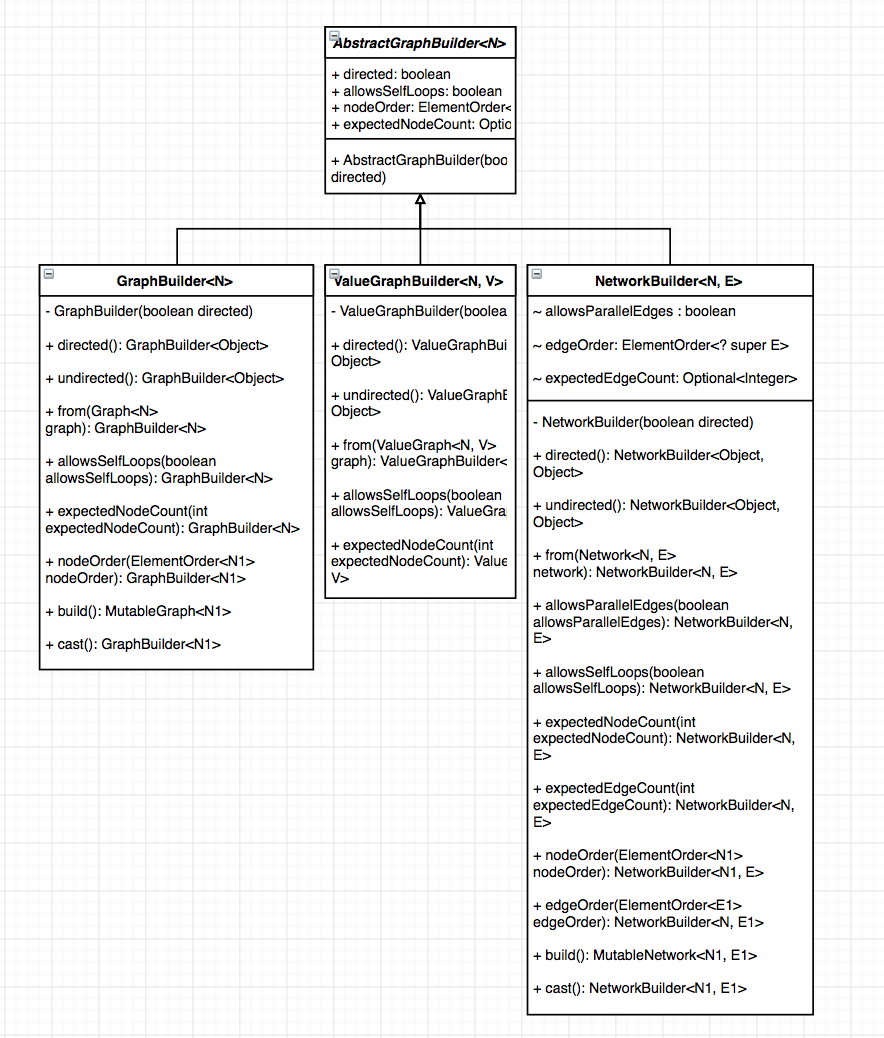 AbstractGraphBuilder<N>
+ directed: boolean
+ allowsSelfLoops: boolean
+ nodeOrder: ElementOrder<
+ expectedNodeCount: Optio
+ AbstractGraphBuilder(boo
directed)
GraphBuilder<N>
- GraphBuilder(boolean directed)
+ directed(): GraphBuilder<Object>
+ undirected(): GraphBuilder<Object>
+ from(Graph<N>
graph): GraphBuilder<N>
+ allowsSelfLoops(boolean
allowsSelfLoops): GraphBuilder<N>
+ expectedNodeCount(int
expectedNodeCount): GraphBuilder<N>
+ nodeOrder(ElementOrder<N1>
nodeOrder): GraphBuilder<N1>
+ build(): MutableGraph<N1>
+ cast(): GraphBuilder<N1>
ValueGraphBuilder<N, V>
- ValueGraphBuilder(boolea
+ directed(): ValueGraphBui
Object>
+ undirected(): ValueGraphB
Object>
+ from(ValueGraph<N, V>
graph): ValueGraphBuilder<
+ allowsSelfLoops(boolean
allowsSelfLoops): ValueGra
+ expectedNodeCount(int
expectedNodeCount): Value
V>
NetworkBuilder<N, E>
~ allowsParallelEdges : boolean
~ edgeOrder: ElementOrder<? super E>
~ expectedEdgeCount: Optional<Integer>
- NetworkBuilder(boolean directed)
+ directed(): NetworkBuilder<Object,
Object>
+ undirected(): NetworkBuilder<Object,
Object>
+ from(Network<N, E>
network): NetworkBuilder<N, E>
+ allowsParallelEdges(boolean
allowsParallelEdges): NetworkBuilder<N,
E>
+ allowsSelfLoops(boolean
allowsSelfLoops): NetworkBuilder<N, E>
+ expectedNodeCount(int
expectedNodeCount): NetworkBuilder<N,
E>
+ expectedEdgeCount(int
expectedEdgeCount): NetworkBuilder<N,
E>
+ nodeOrder(ElementOrder<N1>
nodeOrder): NetworkBuilder<N1, E>
+ edgeOrder(ElementOrder<E1>
edgeOrder): NetworkBuilder<N, E1>
+ build(): MutableNetwork<N1, E1>
+ cast(): NetworkBuilder<N1, E1>